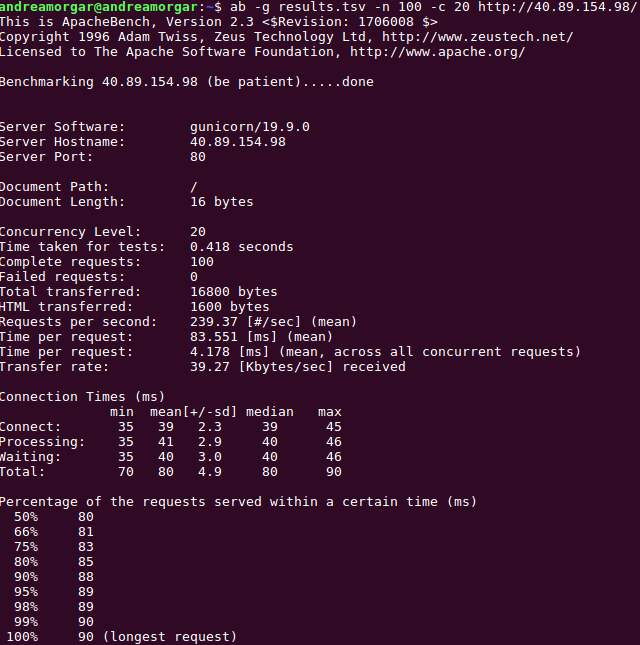 andreamorgar@andreamorgar:~$ ab -g results.tsv -n 100 -c 20 http://40.89.154.98/
This is ApacheBench, Version 2.3 <$Revision: 1706008 $>
Copyright 1996 Adam Twiss, Zeus Technology Ltd, http://www.zeustech.net/
Licensed to The Apache Software Foundation, http://www.apache.org/

Benchmarking 40.89.154.98 (be patient).....done


Server Software:        gunicorn/19.9.0
Server Hostname:        40.89.154.98
Server Port:            80

Document Path:          /
Document Length:        16 bytes

Concurrency Level:      20
Time taken for tests:   0.418 seconds
Complete requests:      100
Failed requests:        0
Total transferred:      16800 bytes
HTML transferred:       1600 bytes
Requests per second:    239.37 [#/sec] (mean)
Time per request:       83.551 [ms] (mean)
Time per request:       4.178 [ms] (mean, across all concurrent requests)
Transfer rate:          39.27 [Kbytes/sec] received

Connection Times (ms)
              min  mean[+/-sd] median   max
Connect:       35   39   2.3     39      45
Processing:    35   41   2.9     40      46
Waiting:       35   40   3.0     40      46
Total:         70   80   4.9     80      90

Percentage of the requests served within a certain time (ms)
  50%     80
  66%     81
  75%     83
  80%     85
  90%     88
  95%     89
  98%     89
  99%     90
 100%     90 (longest request)